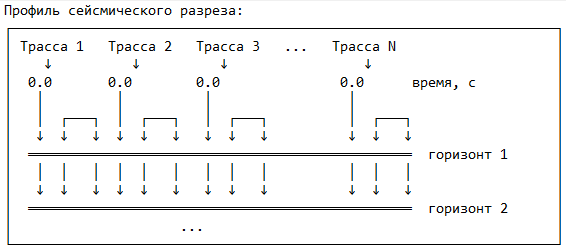 Профиль сейсмического разреза:
Трасса 1 Трасса 2 Трасса 3 ... Трасса N
0.0 0.0 0.0 0.0 время, с
горизонт 1
горизонт 2
...